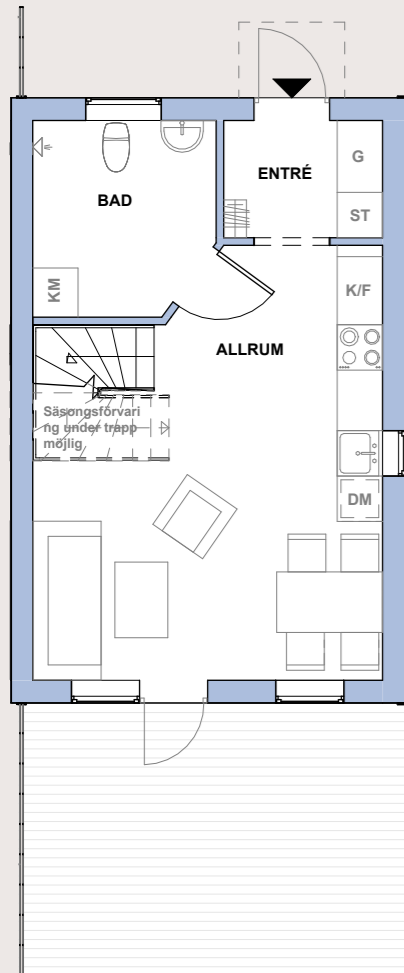 G
ENTRÉ
BAD
ST
KM
K/F
ALLRUM
Säsongsförvari
ng under trapp
möjlig
DM